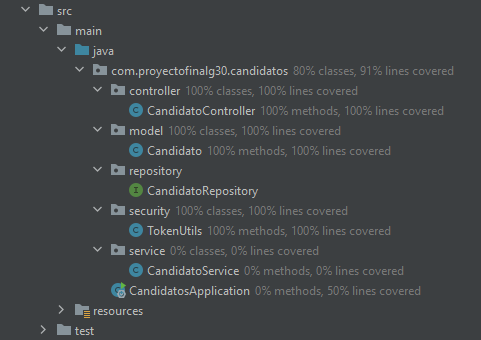 src
main
java
com.proyectofinalg30.candidatos 80% classes, 91% lines covered
controller 100% classes, 100% lines covered
C CandidatoController 100% methods, 100% lines covered
model 100% classes, 100% lines covered
C Candidato 100% methods, 100% lines covered
repository
I CandidatoRepository
security 100% classes, 100% lines covered
C TokenUtils 100% methods, 100% lines covered
service 0% classes, 0% lines covered
C CandidatoService 0% methods, 0% lines covered
C CandidatosApplication 0% methods, 50% lines covered
resources
test